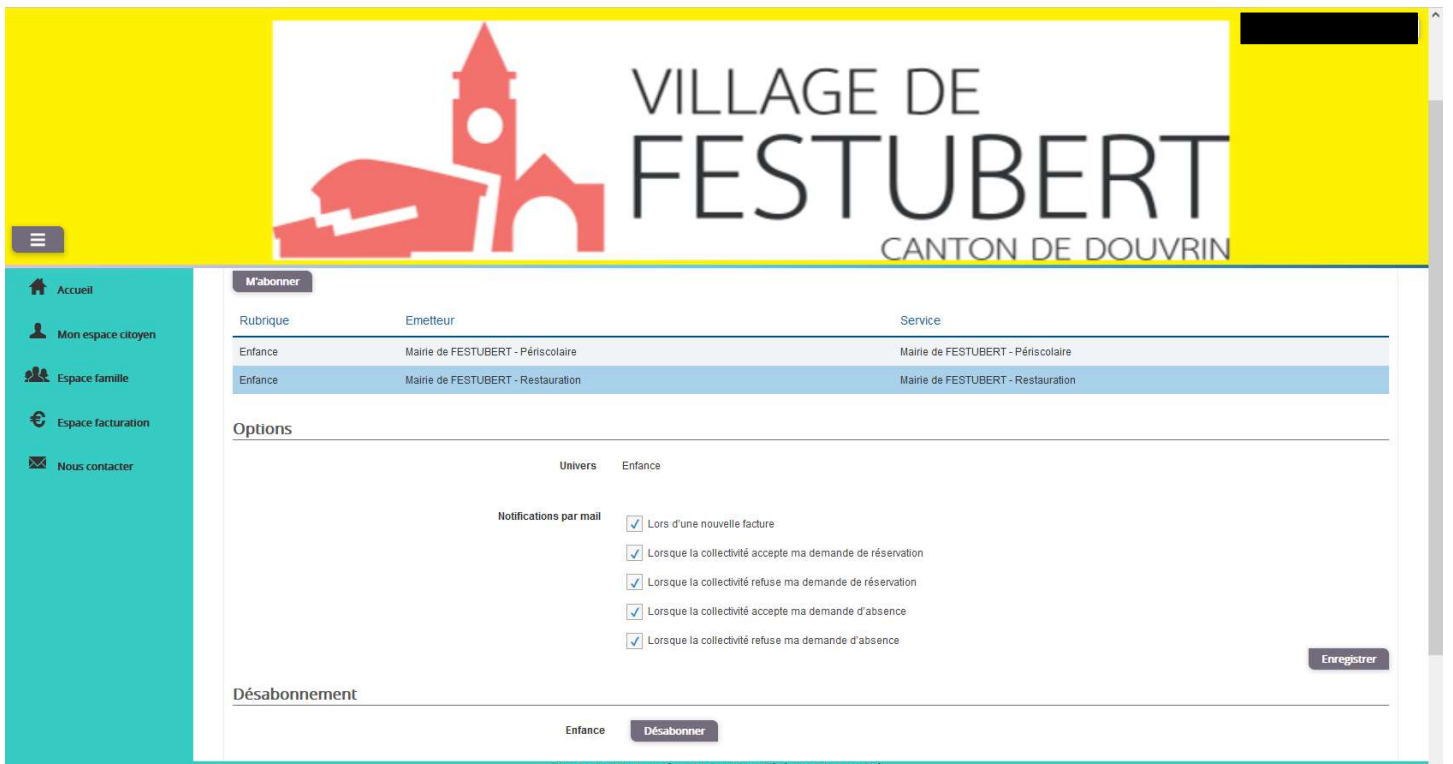 VILLAGE DE
FESTUBERT
CANTON DE DOUVRIN
Accueil
Mon espace citoyen
Espace famille
Espace facturation
Nous contacter
M'abonner
Rubrique Emetteur Service
Enfance Mairie de FESTUBERT - Périscolaire Mairie de FESTUBERT - Périscolaire
Enfance Mairie de FESTUBERT - Restauration Mairie de FESTUBERT - Restauration
Options
Univers Enfance
Notifications par mail
Lors d'une nouvelle facture
Lorsque la collectivité accepte ma demande de réservation
Lorsque la collectivité refuse ma demande de réservation
Lorsque la collectivité accepte ma demande d'absence
Lorsque la collectivité refuse ma demande d'absence
Enregistrer
Désabonnement
Enfance Désabonner